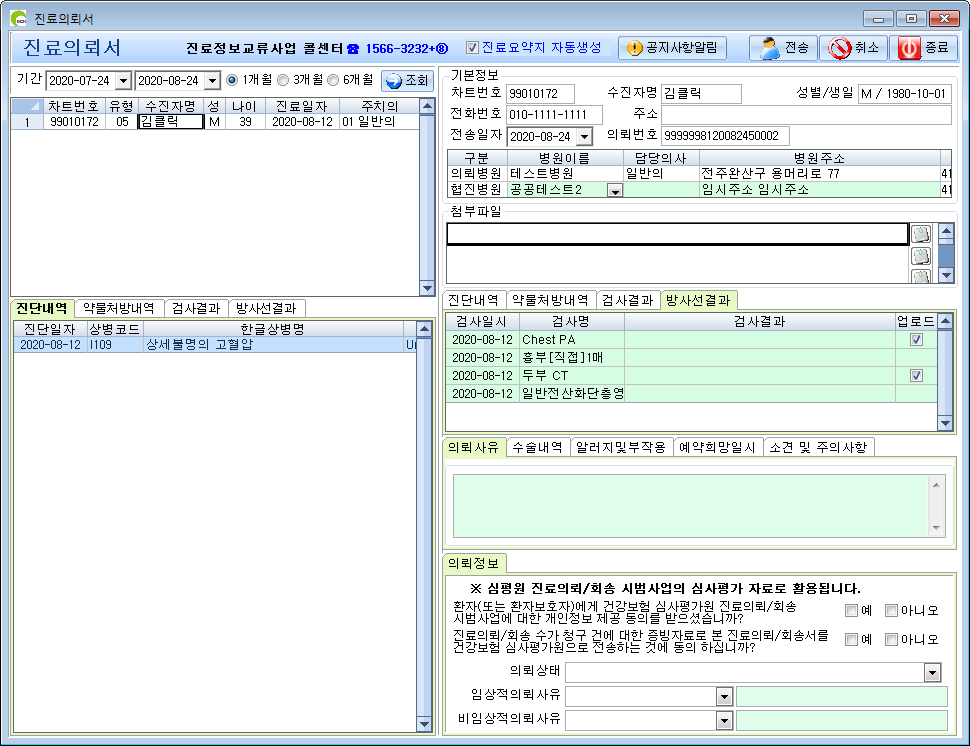 진료의뢰서
진료의뢰서 진료정보교류사업 콜센터☎ 1566-3232+⑧ 진료요약지 자동생성 공지사항알림 전송 취소 종료
기간 2020-07-24 2020-08-24 1개월 3개월 6개월 조회
차트번호 유형 수진자명 성 나이 진료일자 주치의
1 99010172 05 김클릭 M 39 2020-08-12 01 일반의
진단내역 약물처방내역 검사결과 방사선결과
진단일자 상병코드 한글상병명
2020-08-12 I109 상세불명의 고혈압
기본정보
차트번호 99010172 수진자명 김클릭 성별/생일 M / 1980-10-01
전화번호 010-1111-1111 주소
전송일자 2020-08-24 의뢰번호 9999998120082450002
구분 병원이름 담당의사 병원주소
의뢰병원 테스트병원 일반의 전주완산구 용머리로 77 41
협진병원 공공테스트2 임시주소 임시주소 41
첨부파일
진단내역 약물처방내역 검사결과 방사선결과
검사일시 검사명 검사결과 업로드
2020-08-12 Chest PA
2020-08-12 흉부[직접]1매
2020-08-12 두부 CT
2020-08-12 일반전산화단층영
의뢰사유 수술내역 알러지및부작용 예약희망일시 소견 및 주의사항
의뢰정보
※ 심평원 진료의뢰/회송 시범사업의 심사평가 자료로 활용됩니다.
환자(또는 환자보호자)에게 건강보험 심사평가원 진료의뢰/회송
시범사업에 대한 개인정보 제공 동의를 받으셨습니까? 예 아니오
진료의뢰/회송 수가 청구 건에 대한 증빙자료로 본 진료의뢰/회송서를
건강보험 심사평가원으로 전송하는 것에 동의 하십니까? 예 아니오
의뢰상태
임상적의뢰사유
비임상적의뢰사유